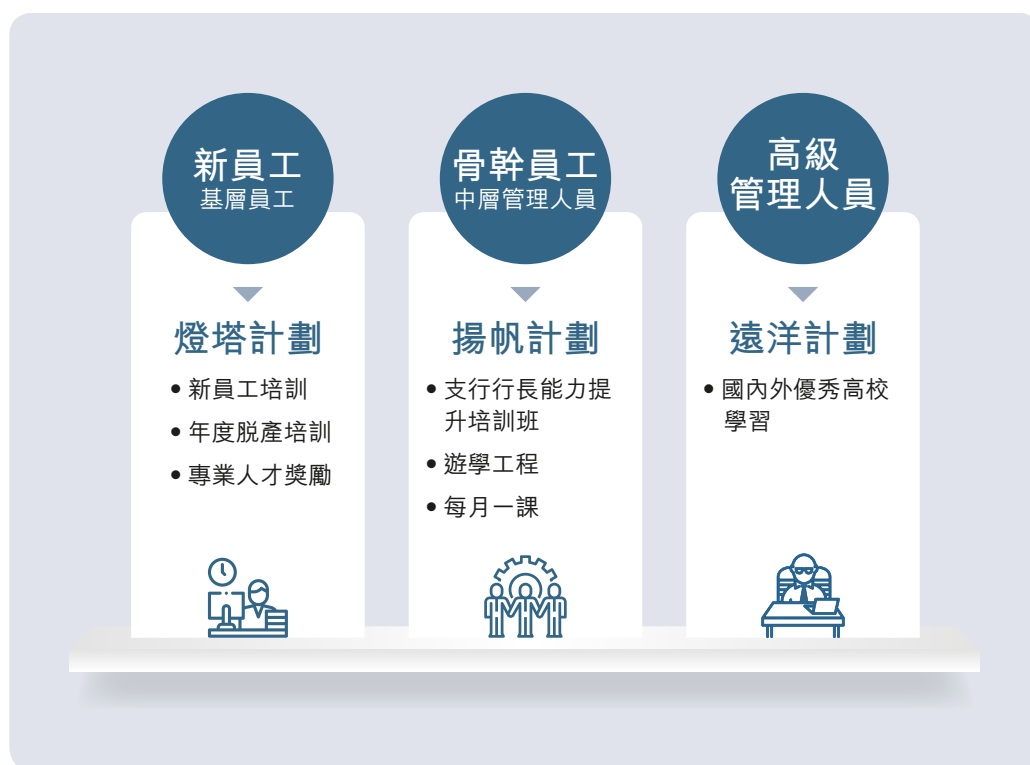 新員工
基層員工
燈塔計劃
• 新員工培訓
• 年度脱產培訓
• 專業人才獎勵
骨幹員工
中層管理人員
揚帆計劃
• 支行行長能力提
升培訓班
• 遊學工程
• 每月一課
高級
管理人員
遠洋計劃
• 國內外優秀高校
學習